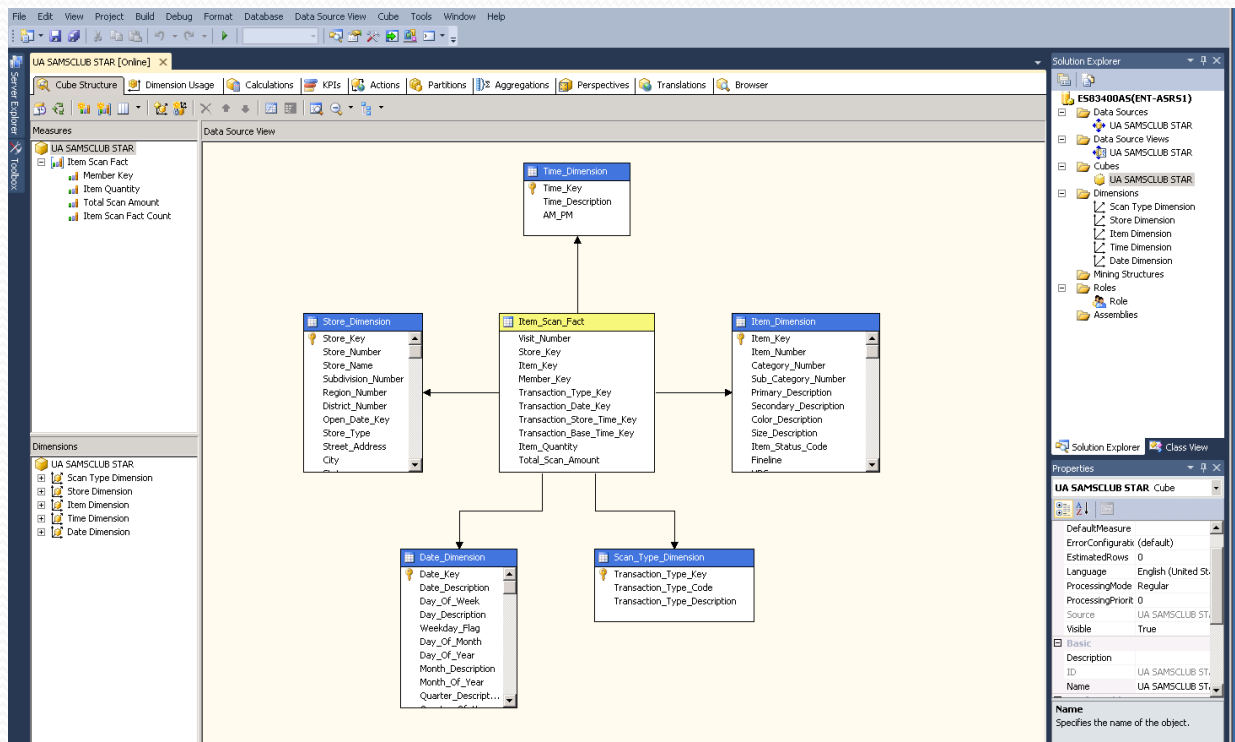 File Edit View Project Build Debug Format Database Data Source View Cube Tools Window Help
UA SAMSCLUB STAR [Online]
Cube Structure Dimension Usage Calculations KPIs Actions Partitions Aggregations Perspectives Translations Browser
Server Explorer
Toolbox
Measures
UA SAMSCLUB STAR
Item Scan Fact
Member Key
Item Quantity
Total Scan Amount
Item Scan Fact Count
Dimensions
UA SAMSCLUB STAR
Scan Type Dimension
Store Dimension
Item Dimension
Time Dimension
Date Dimension
Data Source View
Time_Dimension
Time_Key
Time_Description
AM_PM
Store_Dimension
Store_Key
Store_Number
Store_Name
Subdivision_Number
Region_Number
District_Number
Open_Date_Key
Store_Type
Street_Address
City
Item_Scan_Fact
Visit_Number
Store_Key
Item_Key
Member_Key
Transaction_Type_Key
Transaction_Date_Key
Transaction_Store_Time_Key
Transaction_Base_Time_Key
Item_Quantity
Total_Scan_Amount
Item_Dimension
Item_Key
Item_Number
Category_Number
Sub_Category_Number
Primary_Description
Secondary_Description
Color_Description
Size_Description
Item_Status_Code
Fineline
Date_Dimension
Date_Key
Date_Description
Day_Of_Week
Day_Description
Weekday_Flag
Day_Of_Month
Day_Of_Year
Month_Description
Month_Of_Year
Quarter_Descript...
Scan_Type_Dimension
Transaction_Type_Key
Transaction_Type_Code
Transaction_Type_Description
Solution Explorer
ES83400AS(ENT-ASRS1)
Data Sources
UA SAMSCLUB STAR
Data Source Views
UA SAMSCLUB STAR
Cubes
UA SAMSCLUB STAR
Dimensions
Scan Type Dimension
Store Dimension
Item Dimension
Time Dimension
Date Dimension
Mining Structures
Roles
Role
Assemblies
Solution Explorer Class View
Properties
UA SAMSCLUB STAR Cube
DefaultMeasure
ErrorConfiguratic (default)
EstimatedRows 0
Language English (United St
ProcessingMode Regular
ProcessingPriorit 0
Source UA SAMSCLUB ST
Visible True
Basic
Description
ID UA SAMSCLUB ST
Name UA SAMSCLUB ST
Name
Specifies the name of the object.